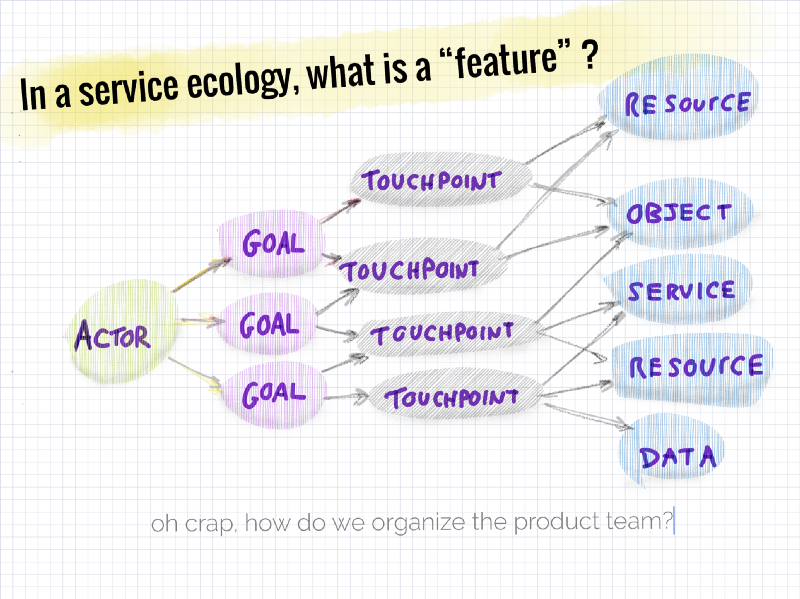 In a service ecology, what is a “feature” ?
RESOURCE
TOUCHPOINT
OBJECT
GOAL
TOUCHPOINT
SERVICE
ACTOR
GOAL
TOUCHPOINT
RESOURCE
GOAL
TOUCHPOINT
DATA
oh crap, how do we organize the product team?